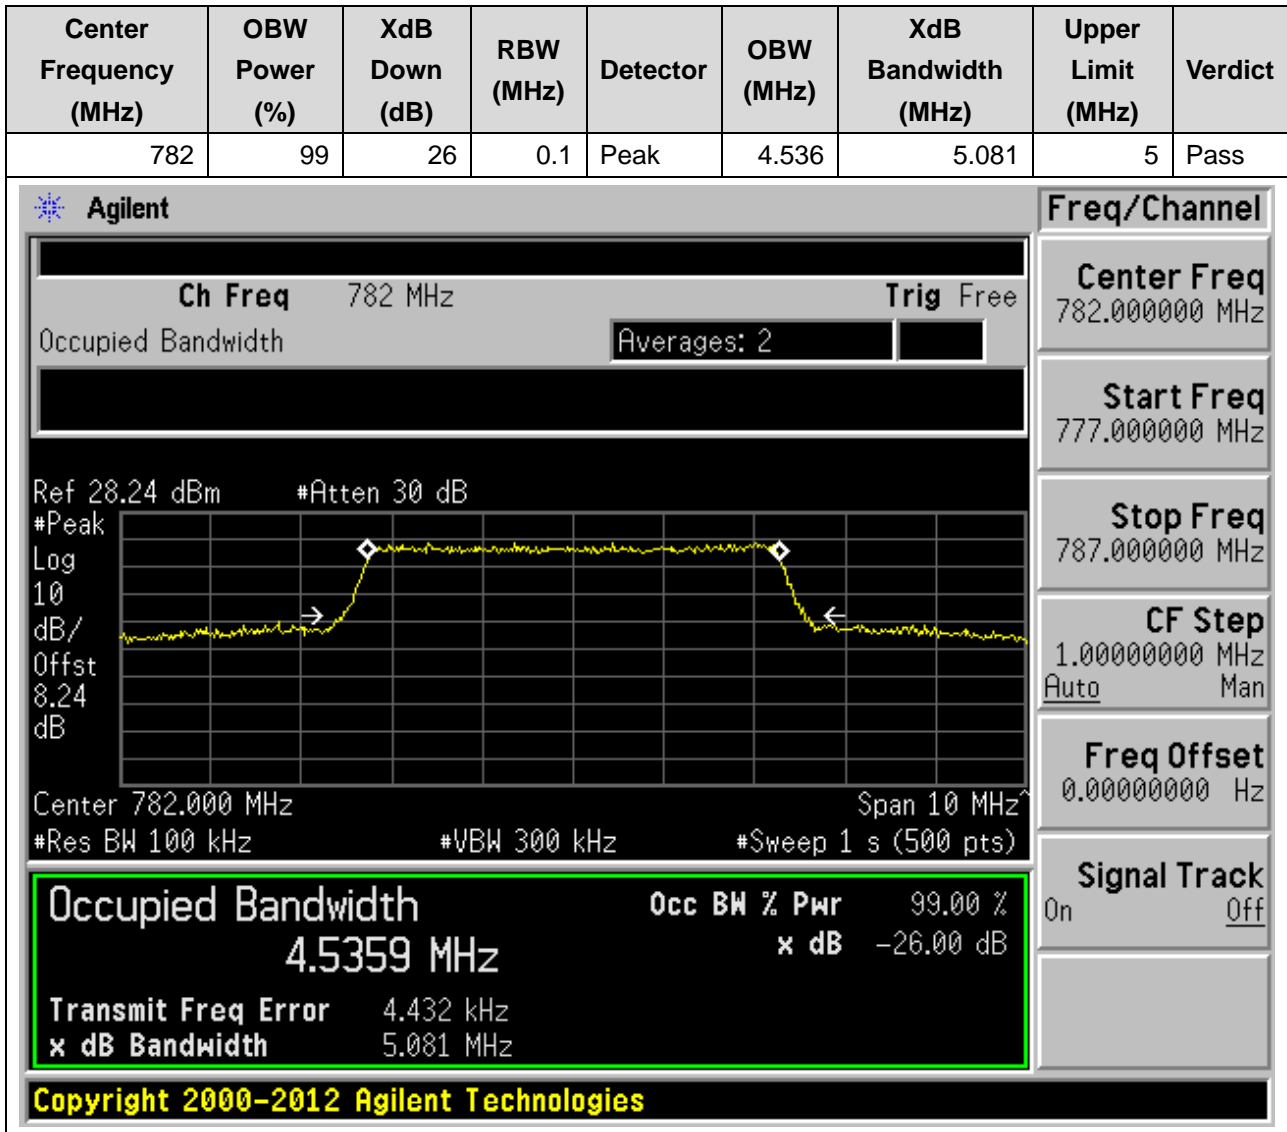 Center Frequency (MHz) OBW Power (%) XdB Down (dB) RBW (MHz) Detector OBW (MHz) XdB Bandwidth (MHz) Upper Limit (MHz) Verdict
782 99 26 0.1 Peak 4.536 5.081 5 Pass
Agilent
Freq/Channel
Ch Freq 782 MHz Trig Free
Occupied Bandwidth Averages: 2
Center Freq
782.000000 MHz
Start Freq
777.000000 MHz
Stop Freq
787.000000 MHz
CF Step
1.00000000 MHz
Auto Man
Freq Offset
0.00000000 Hz
Signal Track
On Off
Ref 28.24 dBm #Atten 30 dB
#Peak
Log
10
dB/
Offst
8.24
dB
Center 782.000 MHz Span 10 MHz^
#Res BW 100 kHz #VBW 300 kHz #Sweep 1 s (500 pts)
Occupied Bandwidth Occ BW % Pwr 99.00 %
4.5359 MHz x dB -26.00 dB
Transmit Freq Error 4.432 kHz
x dB Bandwidth 5.081 MHz
Copyright 2000-2012 Agilent Technologies